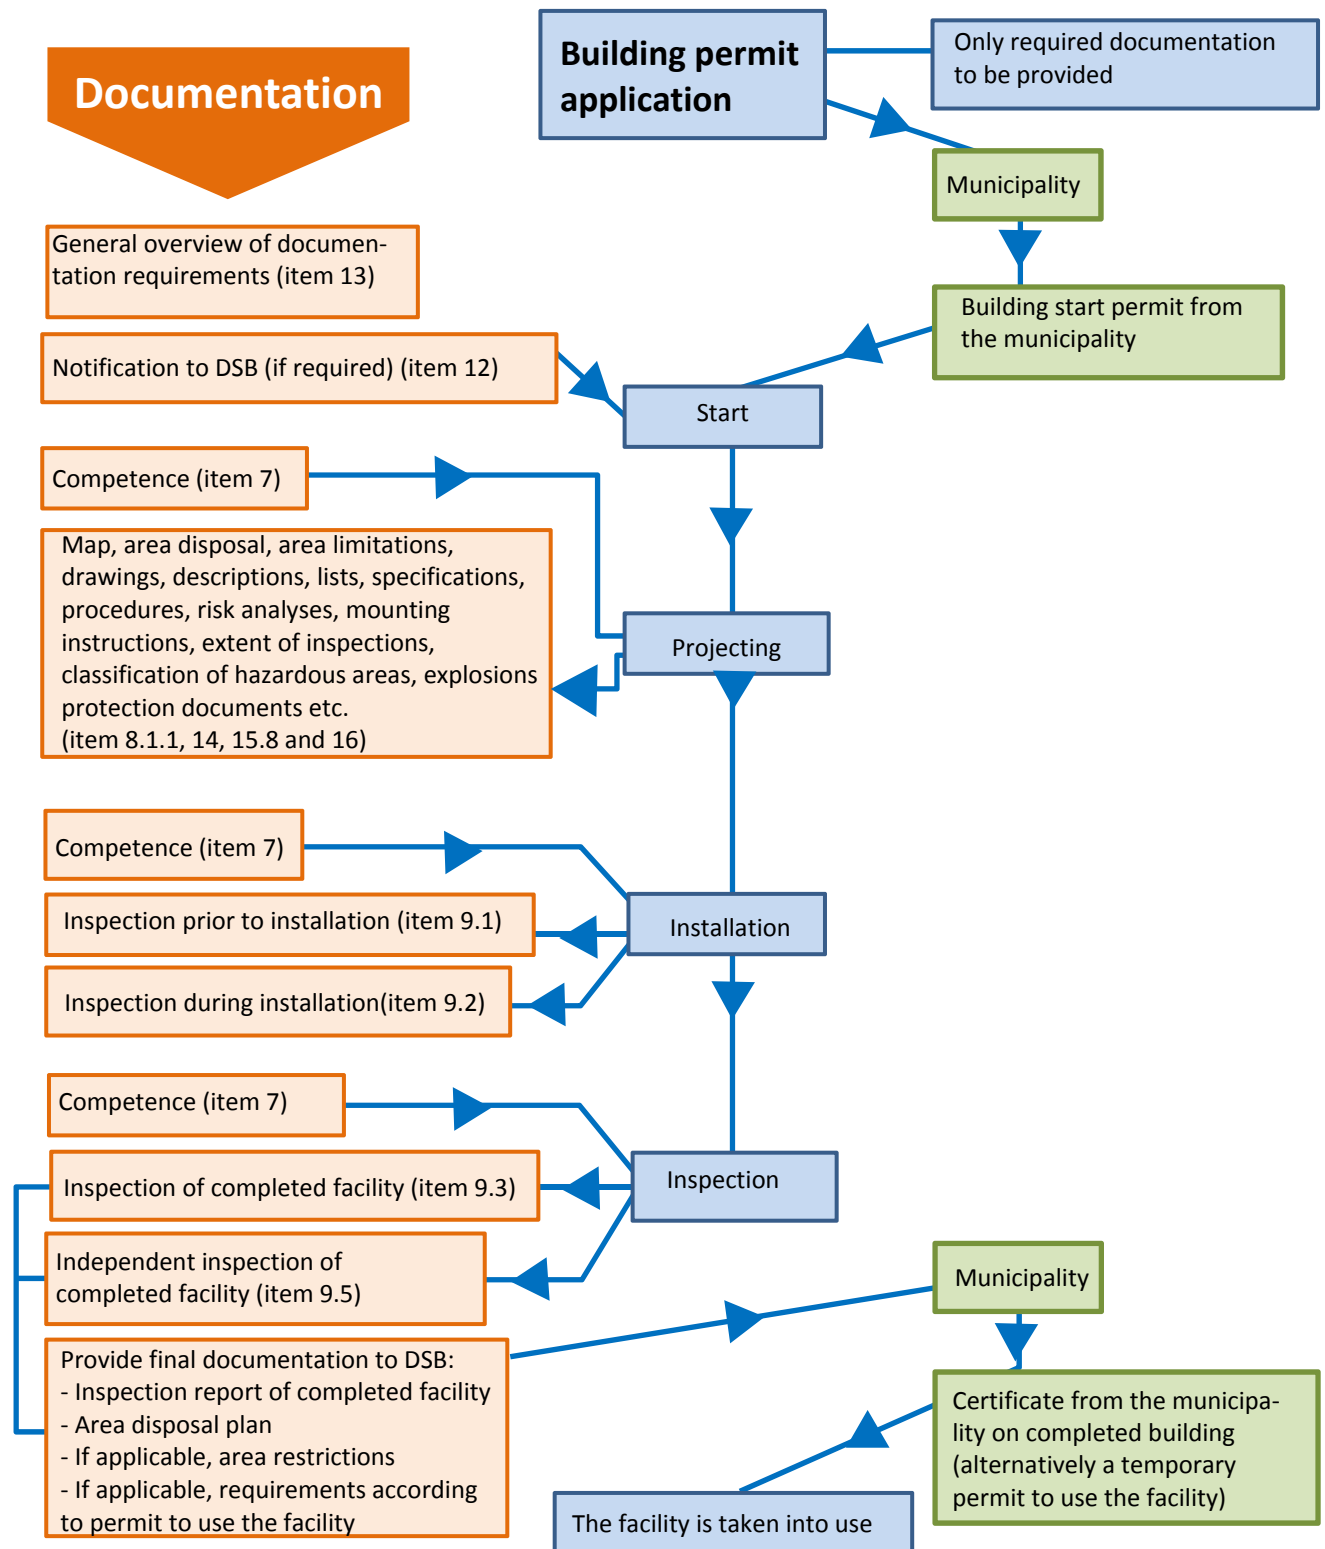 Documentation
Building permit
application
Only required documentation
to be provided
Municipality
General overview of documen-
tation requirements (item 13)
Building start permit from
the municipality
Notification to DSB (if required) (item 12)
Start
Competence (item 7)
Map, area disposal, area limitations,
drawings, descriptions, lists, specifications,
procedures, risk analyses, mounting
instructions, extent of inspections,
classification of hazardous areas, explosions
protection documents etc.
(item 8.1.1, 14, 15.8 and 16)
Projecting
Competence (item 7)
Inspection prior to installation (item 9.1)
Installation
Inspection during installation(item 9.2)
Competence (item 7)
Inspection of completed facility (item 9.3)
Inspection
Independent inspection of
completed facility (item 9.5)
Municipality
Provide final documentation to DSB:
- Inspection report of completed facility
- Area disposal plan
- If applicable, area restrictions
- If applicable, requirements according
to permit to use the facility
Certificate from the municipa-
lity on completed building
(alternatively a temporary
permit to use the facility)
The facility is taken into use